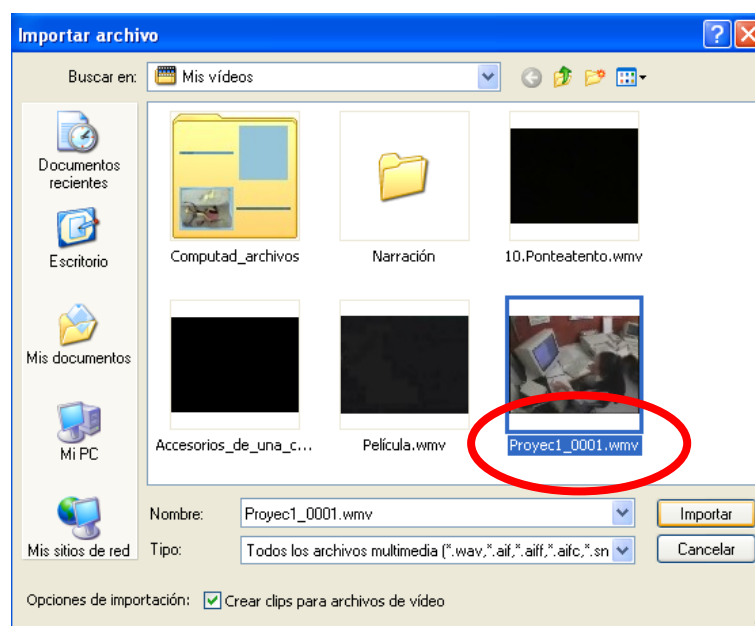 Importar archivo
Buscar en:
Mis vídeos
Documentos
recientes
Escritorio
Mis documentos
Mi PC
Mis sitios de red
Computad_archivos
Narración
10.Ponteatento.wmv
Accesorios_de_una_c...
Película.wmv
Proyec1_0001.wmv
Nombre:
Proyec1_0001.wmv
Importar
Tipo:
Todos los archivos multimedia (*.wav,*.aif,*.aiff,*.aifc,*.sn
Cancelar
Opciones de importación:
Crear clips para archivos de vídeo